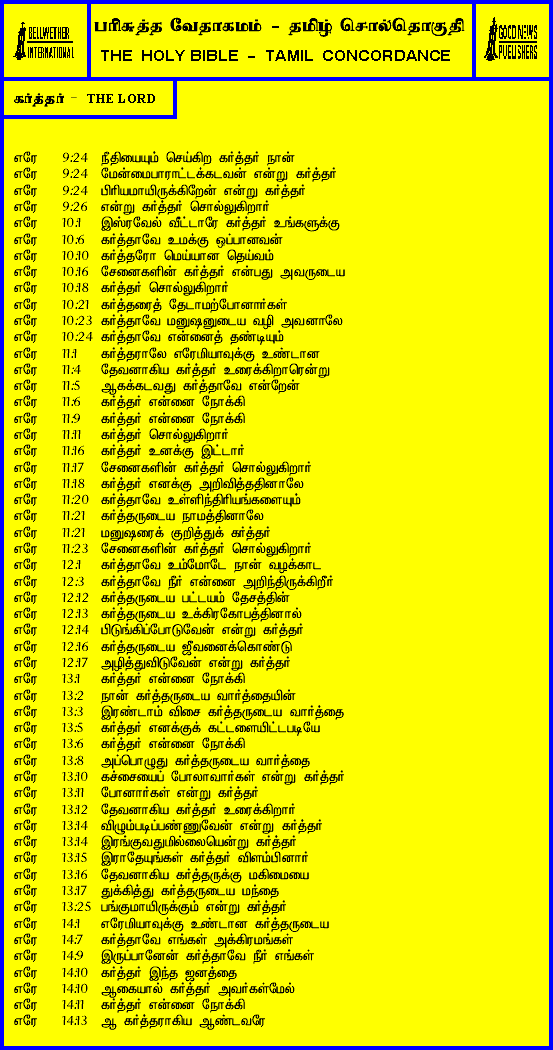 BELLWETHER
INTERNATIONAL
பரிசுத்த வேதாகமம் - தமிழ் சொல்தொகுதி
THE HOLY BIBLE - TAMIL CONCORDANCE
GOOD NEWS
PUBLISHERS
கர்த்தர் - THE LORD
எரே 9:24 நீதியையும் செய்கிற கர்த்தர் நான்
எரே 9:24 மேன்மைபாராட்டக்கடவன் என்று கர்த்தர்
எரே 9:24 பிரியமாயிருக்கிறேன் என்று கர்த்தர்
எரே 9:26 என்று கர்த்தர் சொல்லுகிறார்
எரே 10:1 இஸ்ரவேல் வீட்டாரே கர்த்தர் உங்களுக்கு
எரே 10:6 கர்த்தாவே உமக்கு ஒப்பானவன்
எரே 10:10 கர்த்தரோ மெய்யான தெய்வம்
எரே 10:16 சேனைகளின் கர்த்தர் என்பது அவருடைய
எரே 10:18 கர்த்தர் சொல்லுகிறார்
எரே 10:21 கர்த்தரைத் தேடாமற்போனார்கள்
எரே 10:23 கர்த்தாவே மனுஷனுடைய வழி அவனாலே
எரே 10:24 கர்த்தாவே என்னைத் தண்டியும்
எரே 11:1 கர்த்தராலே எரேமியாவுக்கு உண்டான
எரே 11:4 தேவனாகிய கர்த்தர் உரைக்கிறாரென்று
எரே 11:5 ஆகக்கடவது கர்த்தாவே என்றேன்
எரே 11:6 கர்த்தர் என்னை நோக்கி
எரே 11:9 கர்த்தர் என்னை நோக்கி
எரே 11:11 கர்த்தர் சொல்லுகிறார்
எரே 11:16 கர்த்தர் உனக்கு இட்டார்
எரே 11:17 சேனைகளின் கர்த்தர் சொல்லுகிறார்
எரே 11:18 கர்த்தர் எனக்கு அறிவித்ததினாலே
எரே 11:20 கர்த்தாவே உள்ளிந்திரியங்களையும்
எரே 11:21 கர்த்தருடைய நாமத்தினாலே
எரே 11:21 மனுஷரைக் குறித்துக் கர்த்தர்
எரே 11:23 சேனைகளின் கர்த்தர் சொல்லுகிறார்
எரே 12:1 கர்த்தாவே உம்மோடே நான் வழக்காட
எரே 12:3 கர்த்தாவே நீர் என்னை அறிந்திருக்கிறீர்
எரே 12:12 கர்த்தருடைய பட்டயம் தேசத்தின்
எரே 12:13 கர்த்தருடைய உக்கிரகோபத்தினால்
எரே 12:14 பிடுங்கிப்போடுவேன் என்று கர்த்தர்
எரே 12:16 கர்த்தருடைய ஜீவனைக்கொண்டு
எரே 12:17 அழித்துவிடுவேன் என்று கர்த்தர்
எரே 13:1 கர்த்தர் என்னை நோக்கி
எரே 13:2 நான் கர்த்தருடைய வார்த்தையின்
எரே 13:3 இரண்டாம் விசை கர்த்தருடைய வார்த்தை
எரே 13:5 கர்த்தர் எனக்குக் கட்டளையிட்டபடியே
எரே 13:6 கர்த்தர் என்னை நோக்கி
எரே 13:8 அப்பொழுது கர்த்தருடைய வார்த்தை
எரே 13:10 கச்சையைப் போலாவார்கள் என்று கர்த்தர்
எரே 13:11 போனார்கள் என்று கர்த்தர்
எரே 13:12 தேவனாகிய கர்த்தர் உரைக்கிறார்
எரே 13:14 விழும்படிப்பண்ணுவேன் என்று கர்த்தர்
எரே 13:14 இரங்குவதுமில்லையென்று கர்த்தர்
எரே 13:15 இராதேயுங்கள் கர்த்தர் விளம்பினார்
எரே 13:16 தேவனாகிய கர்த்தருக்கு மகிமையை
எரே 13:17 துக்கித்து கர்த்தருடைய மந்தை
எரே 13:25 பங்குமாயிருக்கும் என்று கர்த்தர்
எரே 14:1 எரேமியாவுக்கு உண்டான கர்த்தருடைய
எரே 14:7 கர்த்தாவே எங்கள் அக்கிரமங்கள்
எரே 14:9 இருப்பானேன் கர்த்தாவே நீர் எங்கள்
எரே 14:10 கர்த்தர் இந்த ஜனத்தை
எரே 14:10 ஆகையால் கர்த்தர் அவர்கள்மேல்
எரே 14:11 கர்த்தர் என்னை நோக்கி
எரே 14:13 ஆ கர்த்தராகிய ஆண்டவரே